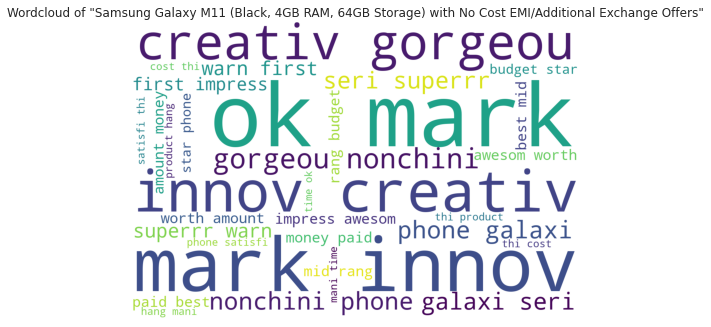 Wordcloud of "Samsung Galaxy M11 (Black, 4GB RAM, 64GB Storage) with No Cost EMI/Additional Exchange Offers"
creativ gorgeou
cost thi
warn first
budget star
first impress
seri superrr
ok mark
satisfi thi
product hang
amount money
star phone
rang budget
best mid
gorgeou nonchini
awesom worth
innov creativ
time ok
worth amount
impress awesom
thi product
superrr warn
phone galaxi
phone satisfi
money paid
thi cost
mark innov
mid rang
mani time
paid best
nonchini phone
galaxi seri
hang mani